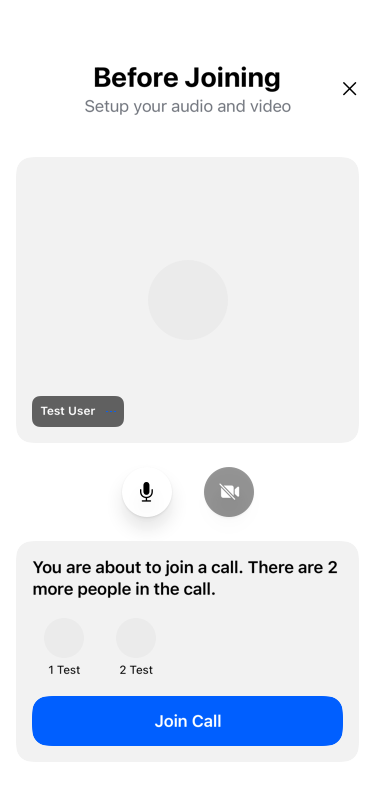 Before Joining
Setup your audio and video
Test User
You are about to join a call. There are 2
more people in the call.
1 Test
2 Test
Join Call